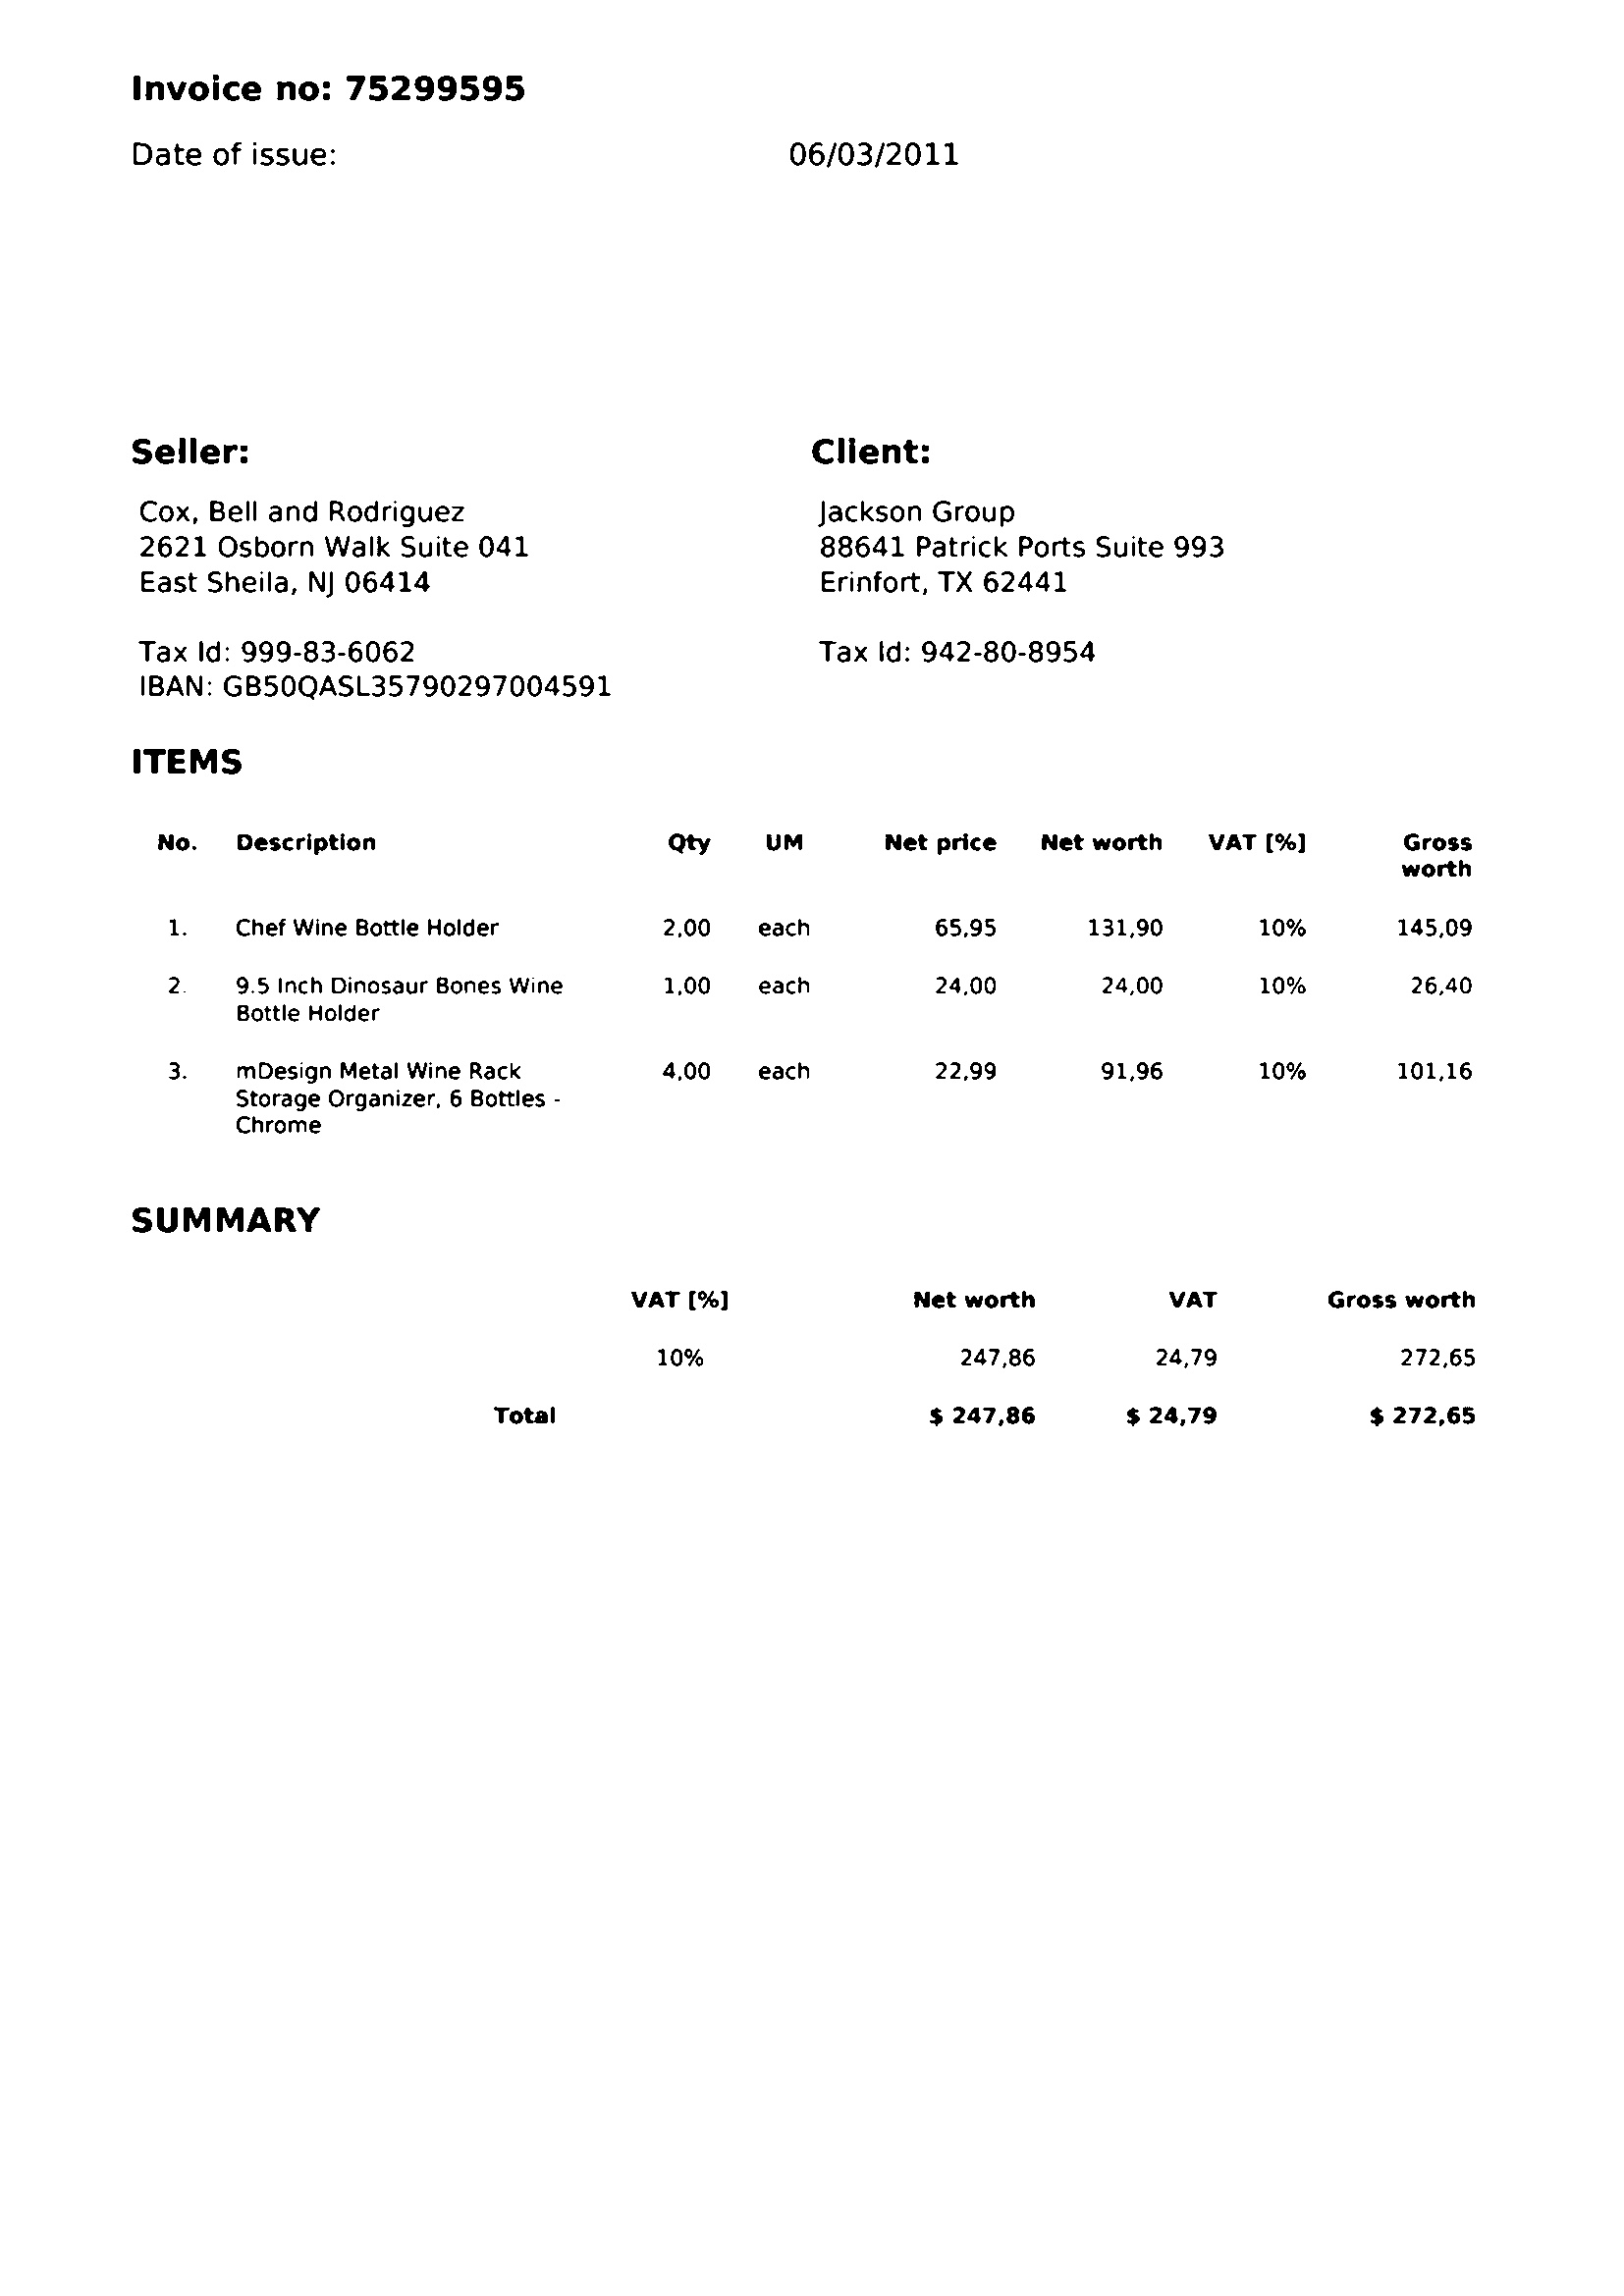 Invoice no: 75299595
Date of issue: 06/03/2011
Seller: Client:
Cox, Bell and Rodriguez Jackson Group
2621 Osborn Walk Suite 041 88641 Patrick Ports Suite 993
East Sheila, NJ 06414 Erinfort, TX 62441
Tax Id: 999-83-6062 Tax Id: 942-80-8954
IBAN: GB50QASL35790297004591
ITEMS
No. Description Qty UM Net price Net worth VAT [%] Gross
worth
1. Chef Wine Bottle Holder 2,00 each 65,95 131,90 10% 145,09
2. 9.5 Inch Dinosaur Bones Wine 1,00 each 24,00 24,00 10% 26,40
Bottle Holder
3. mDesign Metal Wine Rack 4,00 each 22,99 91,96 10% 101,16
Storage Organizer, 6 Bottles -
Chrome
SUMMARY
VAT [%] Net worth VAT Gross worth
10% 247,86 24,79 272,65
Total $ 247,86 $ 24,79 $ 272,65